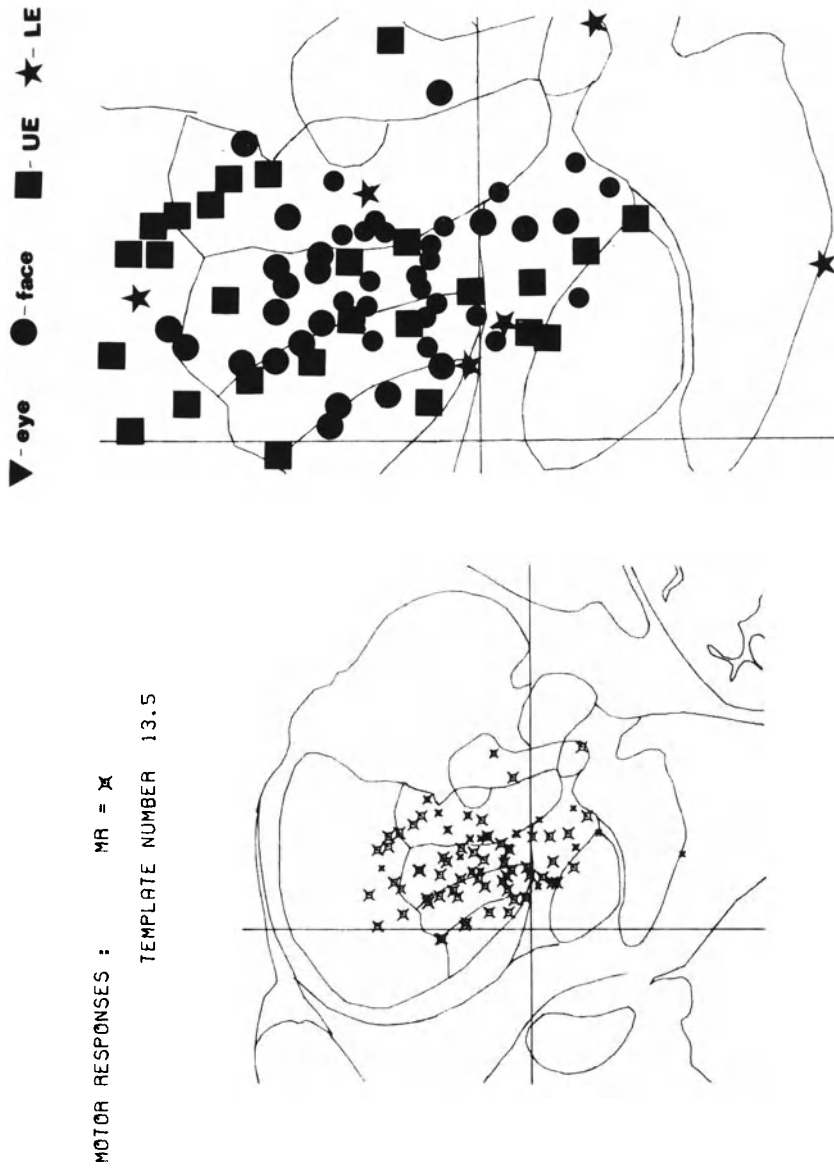 ▼-eye ●-face ■-UE ★-LE
MOTOR RESPONSES : MR = ¤
TEMPLATE NUMBER 13.5